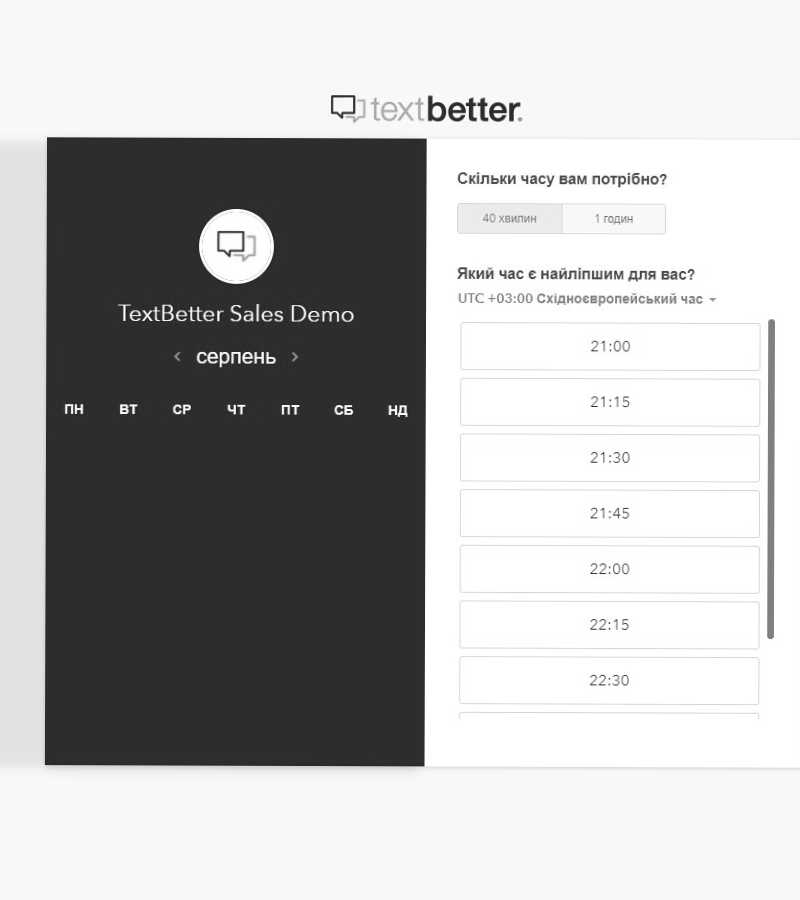 textbetter.
TextBetter Sales Demo
серпень
ПН ВТ СР ЧТ ПТ СБ НД
Скільки часу вам потрібно?
40 хвилин 1 годин
Який час є найліпшим для вас?
UTC +03:00 Східноєвропейський час
21:00
21:15
21:30
21:45
22:00
22:15
22:30